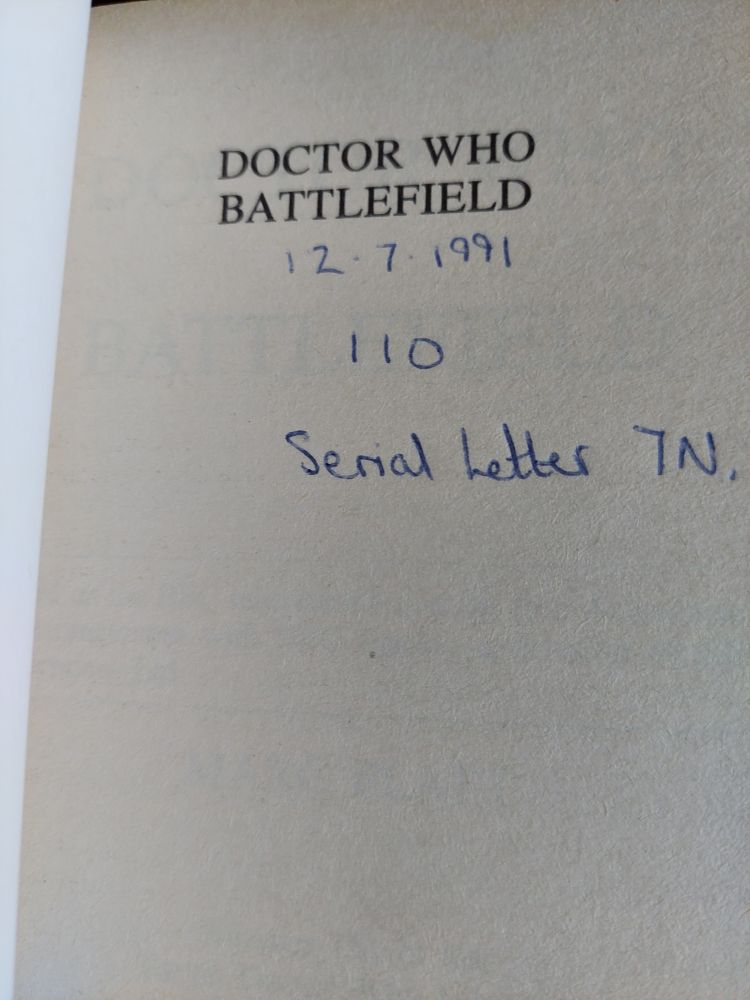 DOCTOR WHO
BATTLEFIELD
12.7.1991
110
Serial Letter 7N.